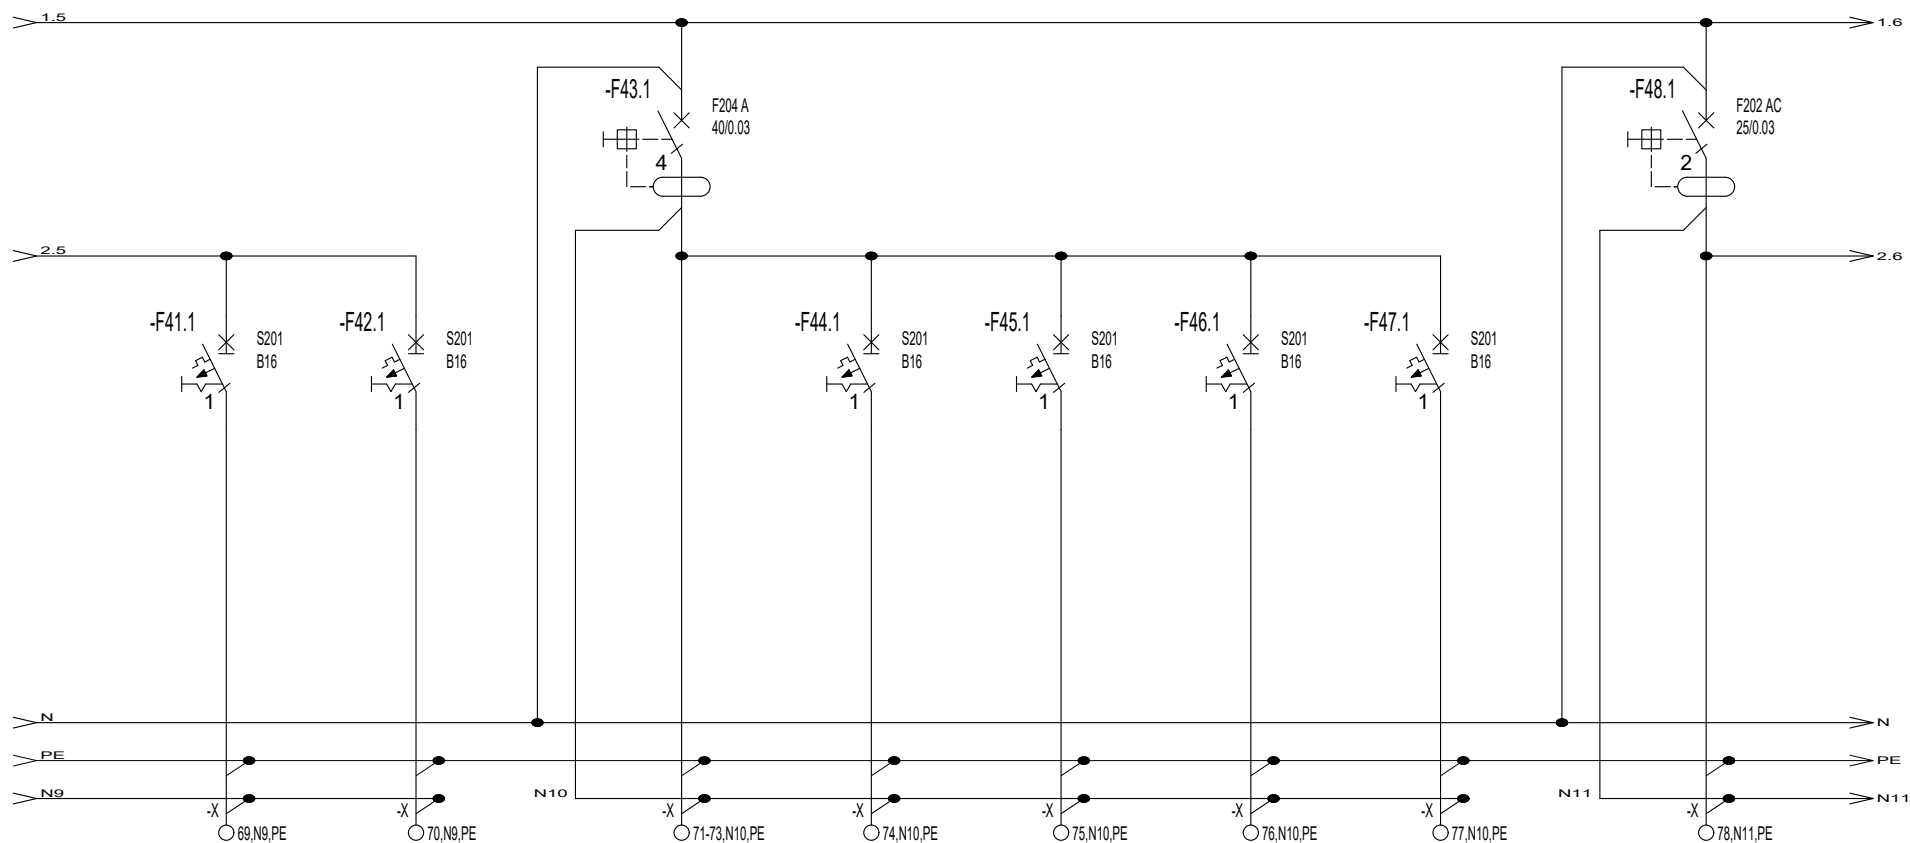 1.5
1.6
-F43.1
F204 A
40/0.03
4
-F48.1
F202 AC
25/0.03
2
2.5
2.6
-F41.1
S201
B16
1
-F42.1
S201
B16
1
-F44.1
S201
B16
1
-F45.1
S201
B16
1
-F46.1
S201
B16
1
-F47.1
S201
B16
1
N
N
PE
PE
N9
N10
N11
N11
-X
-X
-X
-X
-X
-X
-X
-X
69,N9,PE
70,N9,PE
71-73,N10,PE
74,N10,PE
75,N10,PE
76,N10,PE
77,N10,PE
78,N11,PE